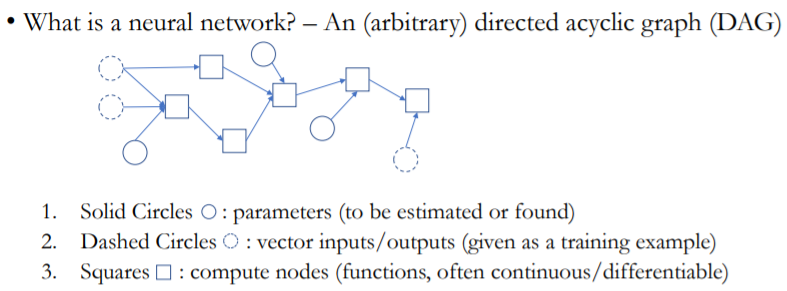 • What is a neural network? – An (arbitrary) directed acyclic graph (DAG)
1. Solid Circles ○ : parameters (to be estimated or found)
2. Dashed Circles ◌ : vector inputs/outputs (given as a training example)
3. Squares □ : compute nodes (functions, often continuous/differentiable)